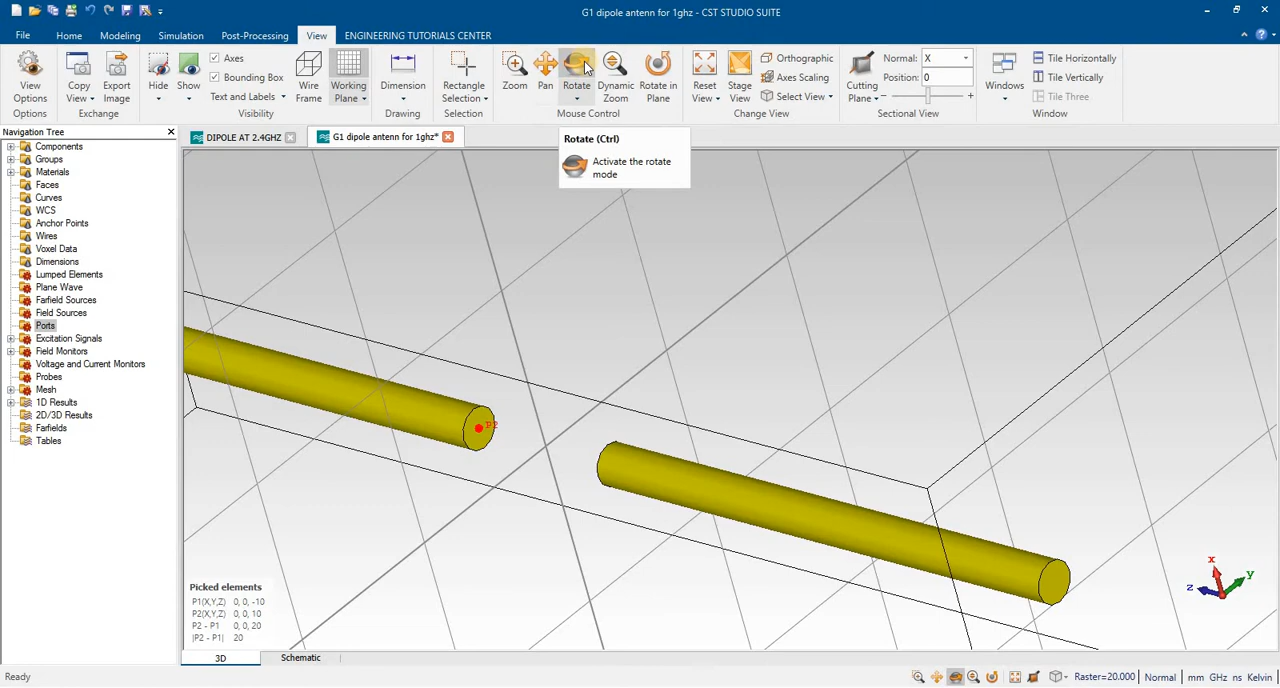 G1 dipole antenn for 1ghz - CST STUDIO SUITE
File Home Modeling Simulation Post-Processing View ENGINEERING TUTORIALS CENTER
View Options
Copy View
Export Image
Exchange
Hide
Show
Axes
Bounding Box
Text and Labels
Visibility
Wire Frame
Working Plane
Dimension
Drawing
Rectangle Selection
Selection
Zoom
Pan
Rotate
Dynamic Zoom
Rotate in Plane
Mouse Control
Reset View
Stage View
Orthographic
Axes Scaling
Select View
Change View
Cutting Plane
Normal: X
Position: 0
Sectional View
Windows
Tile Horizontally
Tile Vertically
Tile Three
Window
Navigation Tree
DIPOLE AT 2.4GHZ
G1 dipole antenn for 1ghz*
Rotate (Ctrl)
Activate the rotate
mode
Components
Groups
Materials
Faces
Curves
WCS
Anchor Points
Wires
Voxel Data
Dimensions
Lumped Elements
Plane Wave
Farfield Sources
Field Sources
Ports
Excitation Signals
Field Monitors
Voltage and Current Monitors
Probes
Mesh
1D Results
2D/3D Results
Farfields
Tables
P2
Picked elements
P1(X,Y,Z) 0, 0, -10
P2(X,Y,Z) 0, 0, 10
P2 - P1 0, 0, 20
|P2 - P1| 20
x
y
z
3D Schematic
Ready
Raster=20.000 Normal mm GHz ns Kelvin